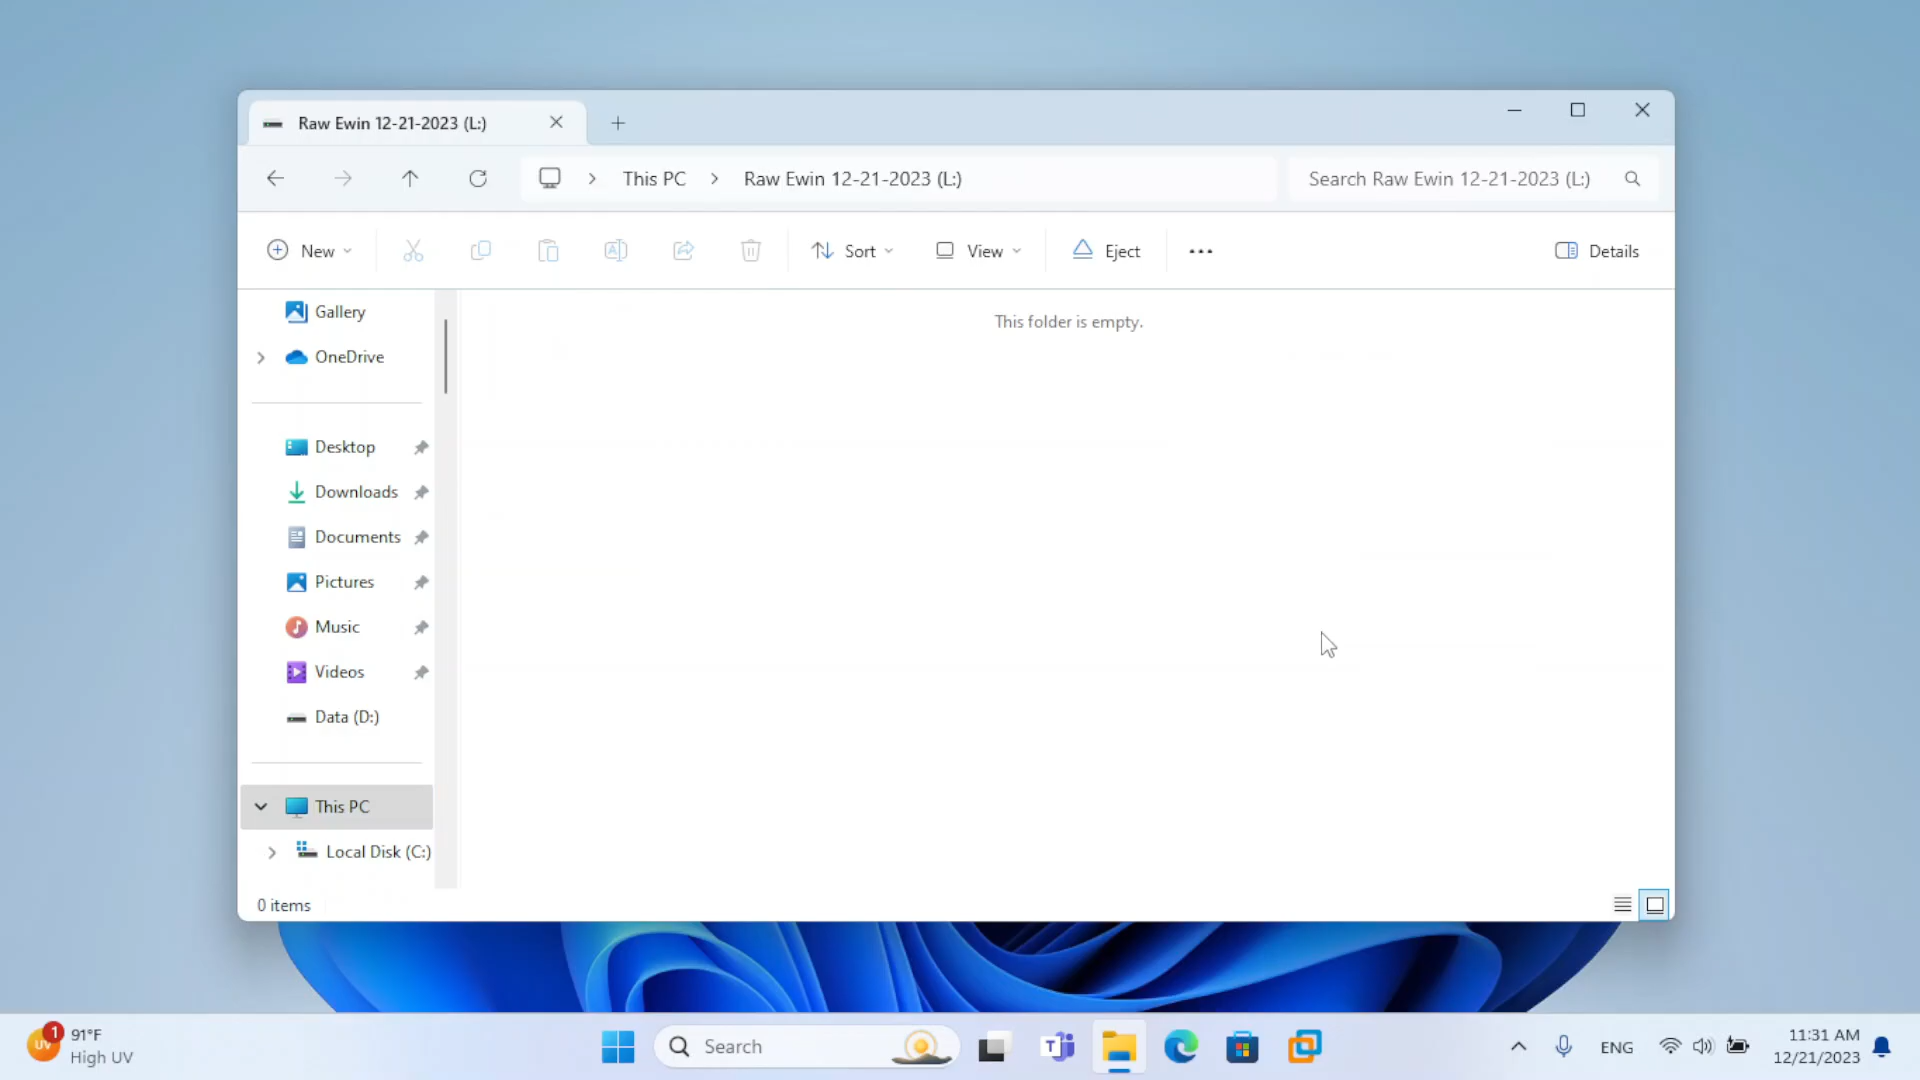 Raw Ewin 12-21-2023 (L:)
This PC
Raw Ewin 12-21-2023 (L:)
Search Raw Ewin 12-21-2023 (L:)
New
Sort
View
Eject
Details
Gallery
OneDrive
Desktop
Downloads
Documents
Pictures
Music
Videos
Data (D:)
This PC
Local Disk (C:)
This folder is empty.
0 items
UV
1
91°F
High UV
Search
ENG
11:31 AM
12/21/2023